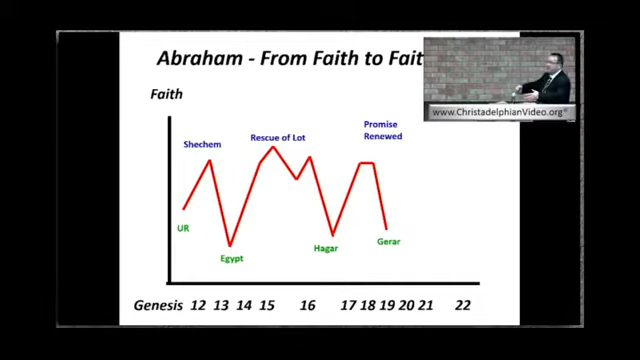 Abraham - From Faith to Fait
Faith
www.ChristadelphianVideo.org
Promise
Renewed
Shechem
Rescue of Lot
UR
Egypt
Hagar
Gerar
Genesis 12 13 14 15 16 17 18 19 20 21 22